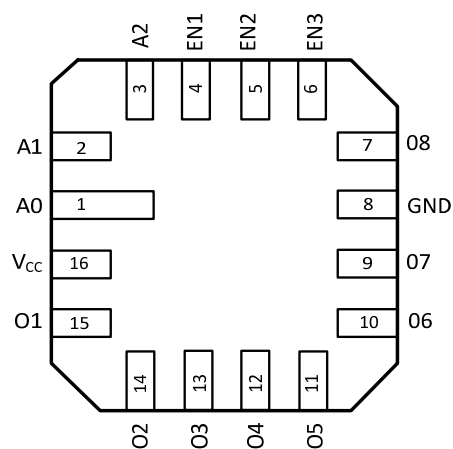 A2 EN1 EN2 EN3
3 4 5 6
A1 2 7 08
A0 1 8 GND
VCC 16 9 07
O1 15 10 06
14 13 12 11
O2 O3 O4 O5